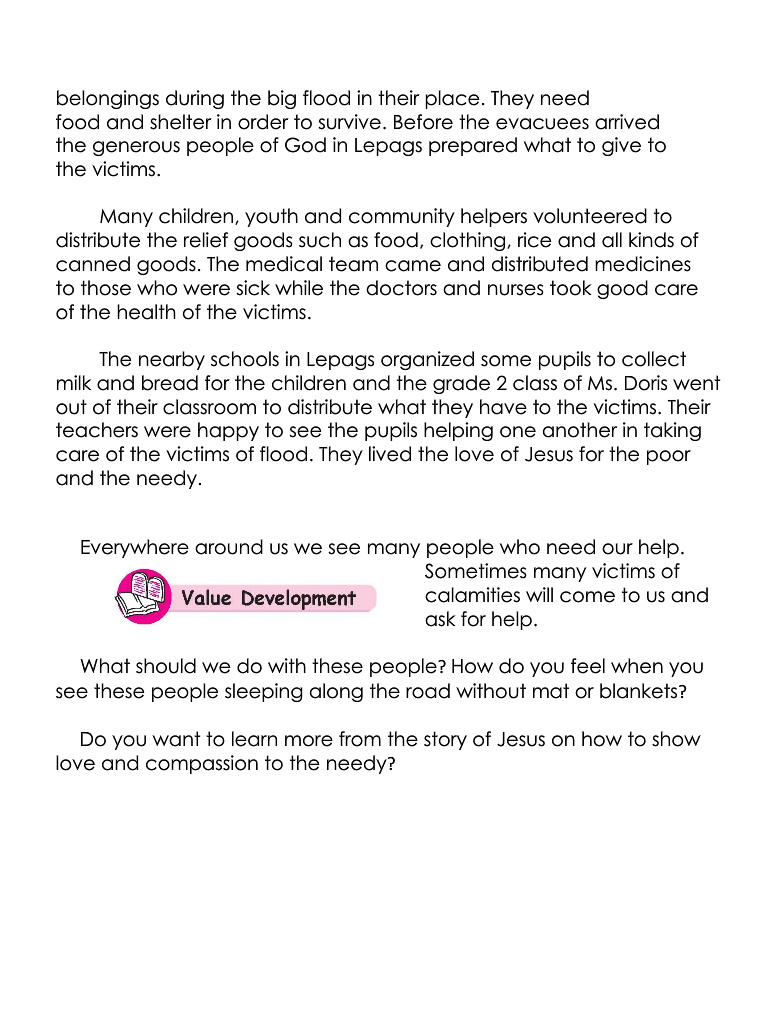 belongings during the big flood in their place. They need
food and shelter in order to survive. Before the evacuees arrived
the generous people of God in Lepags prepared what to give to
the victims.
Many children, youth and community helpers volunteered to
distribute the relief goods such as food, clothing, rice and all kinds of
canned goods. The medical team came and distributed medicines
to those who were sick while the doctors and nurses took good care
of the health of the victims.
The nearby schools in Lepags organized some pupils to collect
milk and bread for the children and the grade 2 class of Ms. Doris went
out of their classroom to distribute what they have to the victims. Their
teachers were happy to see the pupils helping one another in taking
care of the victims of flood. They lived the love of Jesus for the poor
and the needy.
Everywhere around us we see many people who need our help.
Sometimes many victims of
Value Development
calamities will come to us and
ask for help.
What should we do with these people? How do you feel when you
see these people sleeping along the road without mat or blankets?
Do you want to learn more from the story of Jesus on how to show
love and compassion to the needy?